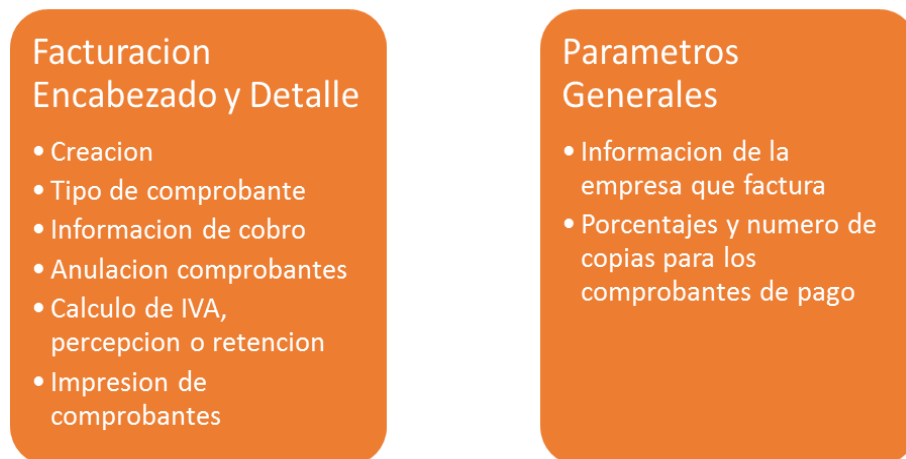 Facturacion
Encabezado y Detalle
• Creacion
• Tipo de comprobante
• Informacion de cobro
• Anulacion comprobantes
• Calculo de IVA,
percepcion o retencion
• Impresion de
comprobantes
Parametros
Generales
• Informacion de la
empresa que factura
• Porcentajes y numero de
copias para los
comprobantes de pago